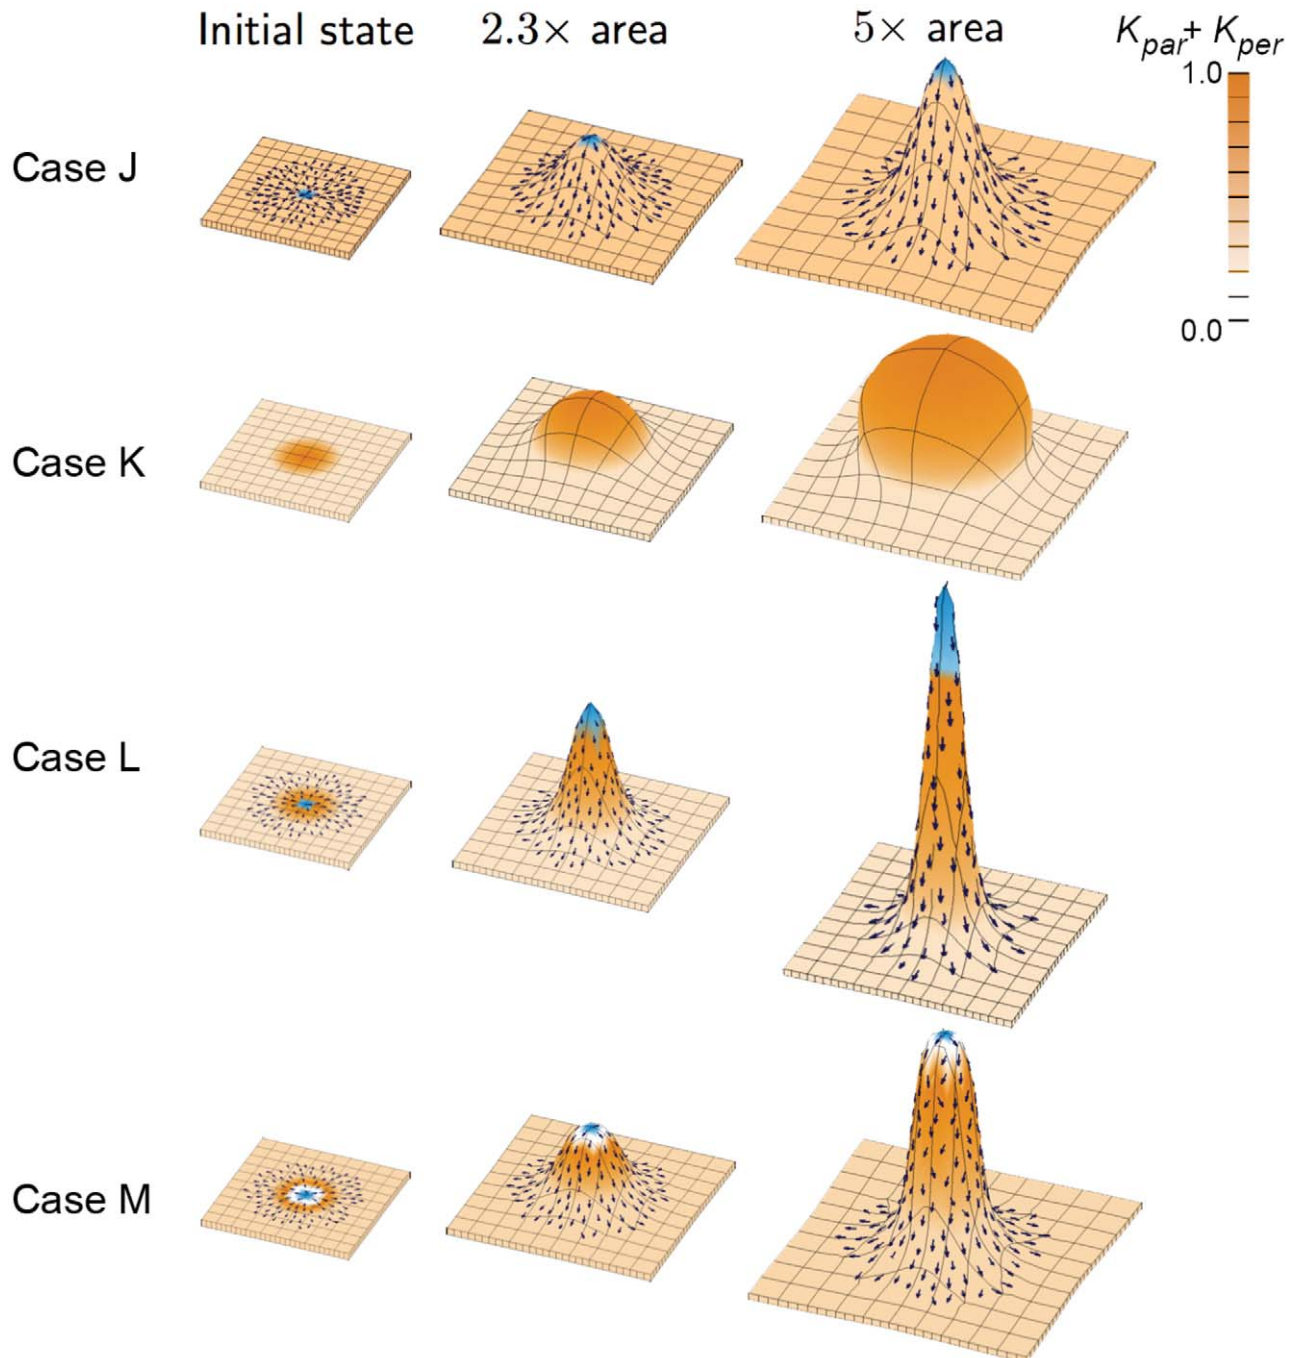 Initial state 2.3× area 5× area K_par + K_per
1.0
Case J
0.0
Case K
Case L
Case M